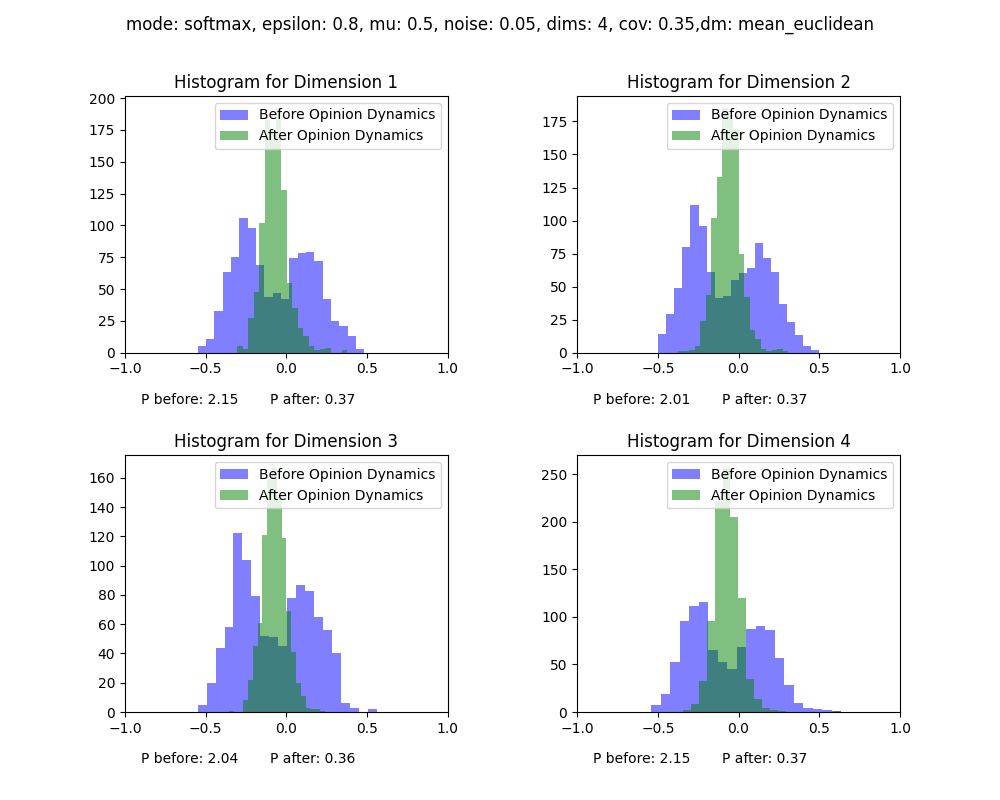 mode: softmax, epsilon: 0.8, mu: 0.5, noise: 0.05, dims: 4, cov: 0.35,dm: mean_euclidean
Histogram for Dimension 1
Before Opinion Dynamics
After Opinion Dynamics
200
175
150
125
100
75
50
25
0
−1.0 −0.5 0.0 0.5 1.0
P before: 2.15 P after: 0.37
Histogram for Dimension 2
Before Opinion Dynamics
After Opinion Dynamics
175
150
125
100
75
50
25
0
−1.0 −0.5 0.0 0.5 1.0
P before: 2.01 P after: 0.37
Histogram for Dimension 3
Before Opinion Dynamics
After Opinion Dynamics
160
140
120
100
80
60
40
20
0
−1.0 −0.5 0.0 0.5 1.0
P before: 2.04 P after: 0.36
Histogram for Dimension 4
Before Opinion Dynamics
After Opinion Dynamics
250
200
150
100
50
0
−1.0 −0.5 0.0 0.5 1.0
P before: 2.15 P after: 0.37